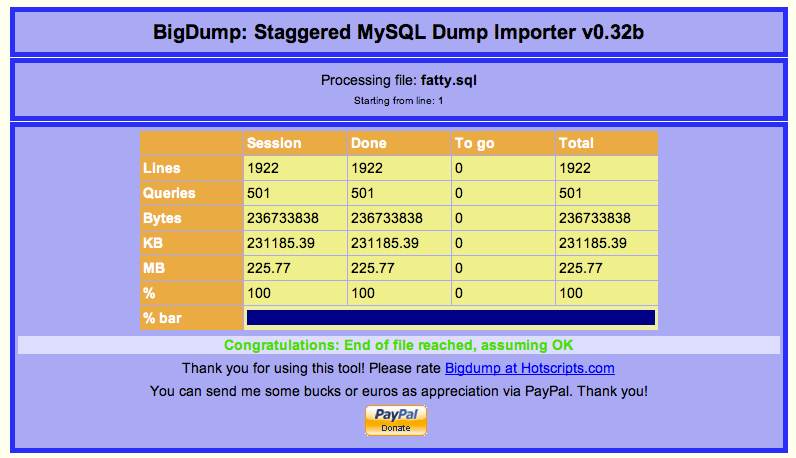 BigDump: Staggered MySQL Dump Importer v0.32b
Processing file: fatty.sql
Starting from line: 1
Session Done To go Total
Lines 1922 1922 0 1922
Queries 501 501 0 501
Bytes 236733838 236733838 0 236733838
KB 231185.39 231185.39 0 231185.39
MB 225.77 225.77 0 225.77
% 100 100 0 100
% bar
Congratulations: End of file reached, assuming OK
Thank you for using this tool! Please rate Bigdump at Hotscripts.com
You can send me some bucks or euros as appreciation via PayPal. Thank you!
PayPal
Donate